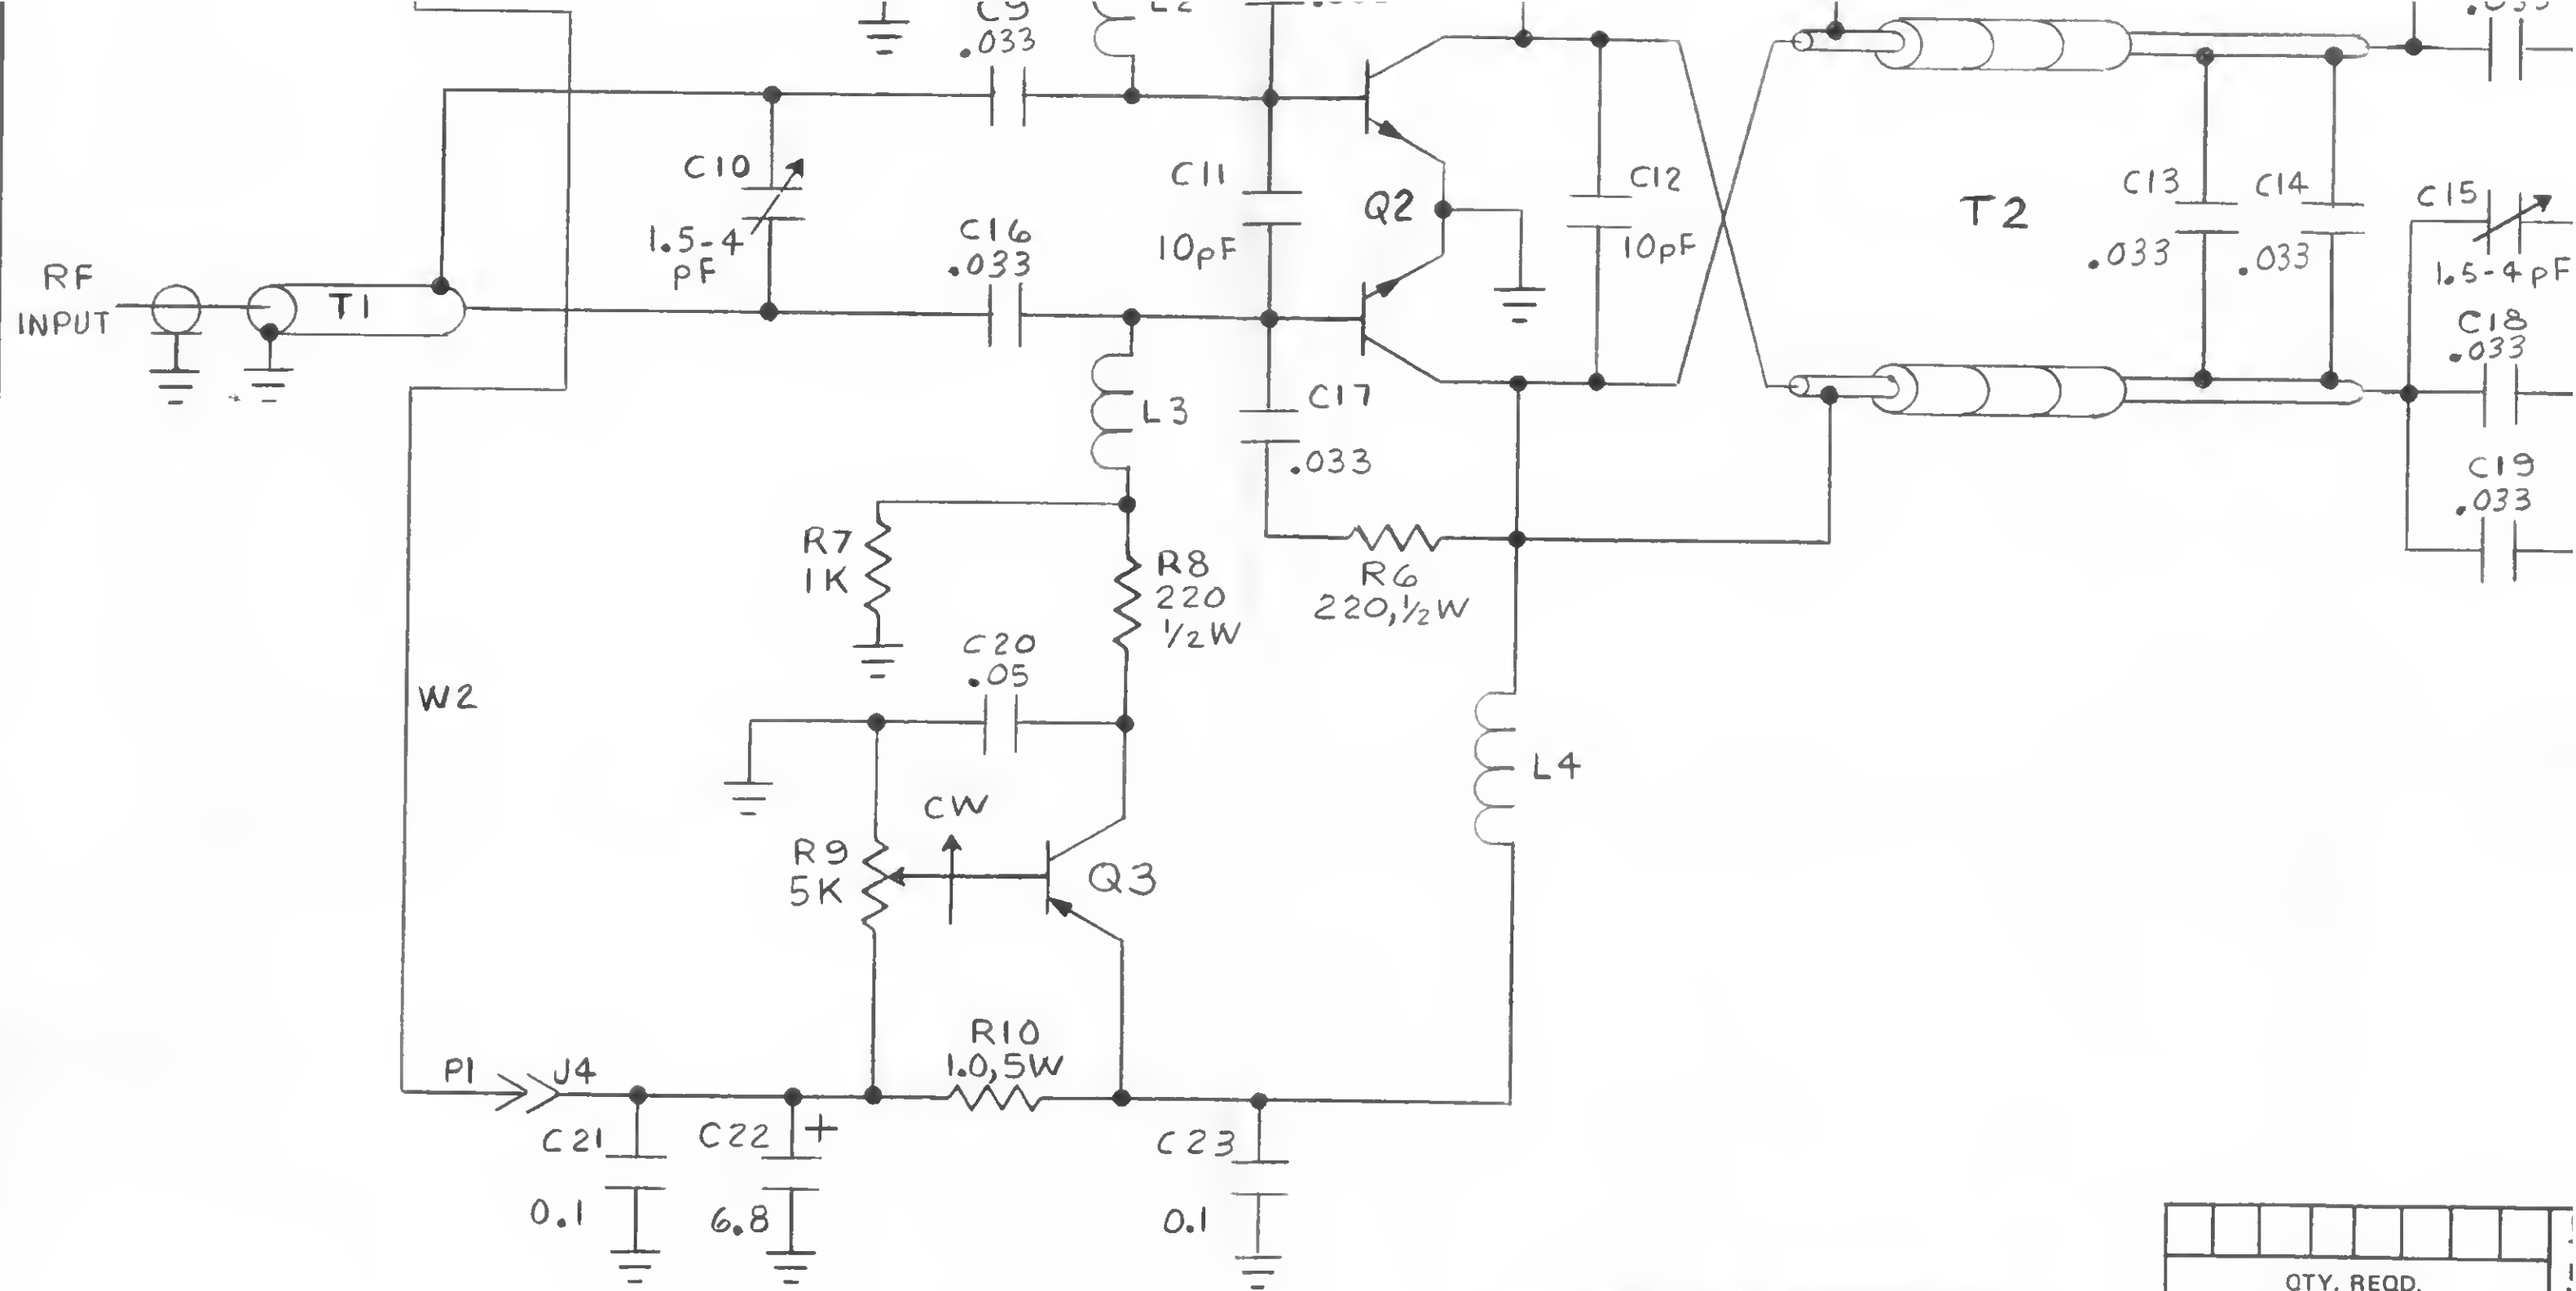 C9
.033
L2
C10
1.5-4
pF
C16
.033
C11
10pF
Q2
C12
10pF
T2
C13
.033
C14
.033
C15
1.5-4pF
C18
.033
C19
.033
RF
INPUT
T1
L3
C17
.033
R7
1K
R8
220
1/2W
R6
220,1/2W
C20
.05
W2
L4
CW
R9
5K
Q3
R10
1.0,5W
P1
J4
C21
0.1
C22
+
6.8
C23
0.1
QTY. REQD.